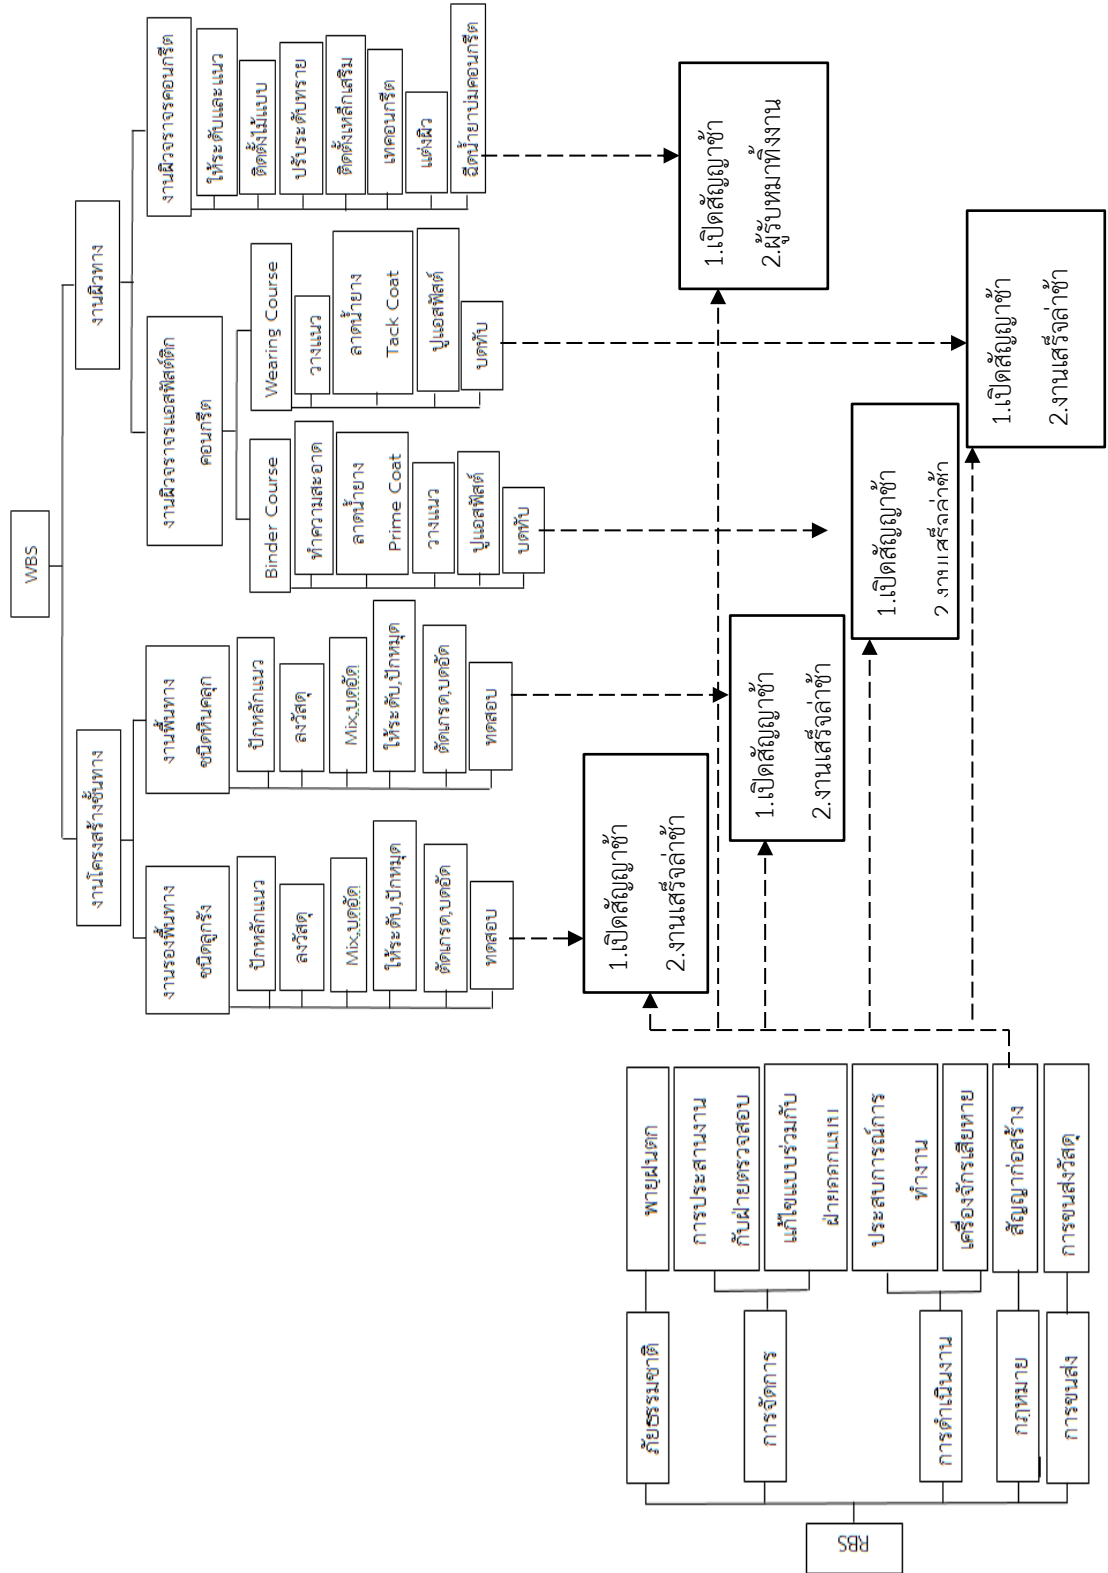 WBS
งานโครงสร้างชั้นทาง
งานผิวทาง
งานรองพื้นทาง
ชนิดลูกรัง
ปักหลักแนว
ลงวัสดุ
Mix,บดอัด
ให้ระดับ,ปักหมุด
ตัดเกรด,บดอัด
ทดสอบ
งานพื้นทาง
ชนิดหินคลุก
ปักหลักแนว
ลงวัสดุ
Mix,บดอัด
ให้ระดับ,ปักหมุด
ตัดเกรด,บดอัด
ทดสอบ
งานผิวจราจรแอสฟัสต์ติก
คอนกรีต
Binder Course
ทำความสะอาด
ลาดน้ำยาง
Prime Coat
วางแนว
ปูแอสฟัสต์
บดทับ
Wearing Course
วางแนว
ลาดน้ำยาง
Tack Coat
ปูแอสฟัสต์
บดทับ
งานผิวจราจรคอนกรีต
ให้ระดับและแนว
ติดตั้งไม้แบบ
ปรับระดับทราย
ติดตั้งเหล็กเสริม
เทคอนกรีต
แต่งผิว
ฉีดน้ำยาบ่มคอนกรีต
1.เปิดสัญญาช้า
2.งานเสร็จล่าช้า
1.เปิดสัญญาช้า
2.งานเสร็จล่าช้า
1.เปิดสัญญาช้า
2.งานเสร็จล่าช้า
1.เปิดสัญญาช้า
2.งานเสร็จล่าช้า
1.เปิดสัญญาช้า
2.ผู้รับหมาทิ้งงาน
RBS
ภัยธรรมชาติ
พายุฝนตก
การจัดการ
การประสานงาน
กับฝ่ายตรวจสอบ
แก้ไขแบบร่วมกับ
ฝ่ายคคกแบบ
การดำเนินงาน
ประสบการณ์การ
ทำงาน
เครื่องจักรเสียหาย
กฎหมาย
สัญญาก่อสร้าง
การขนส่ง
การขนส่งวัสดุ